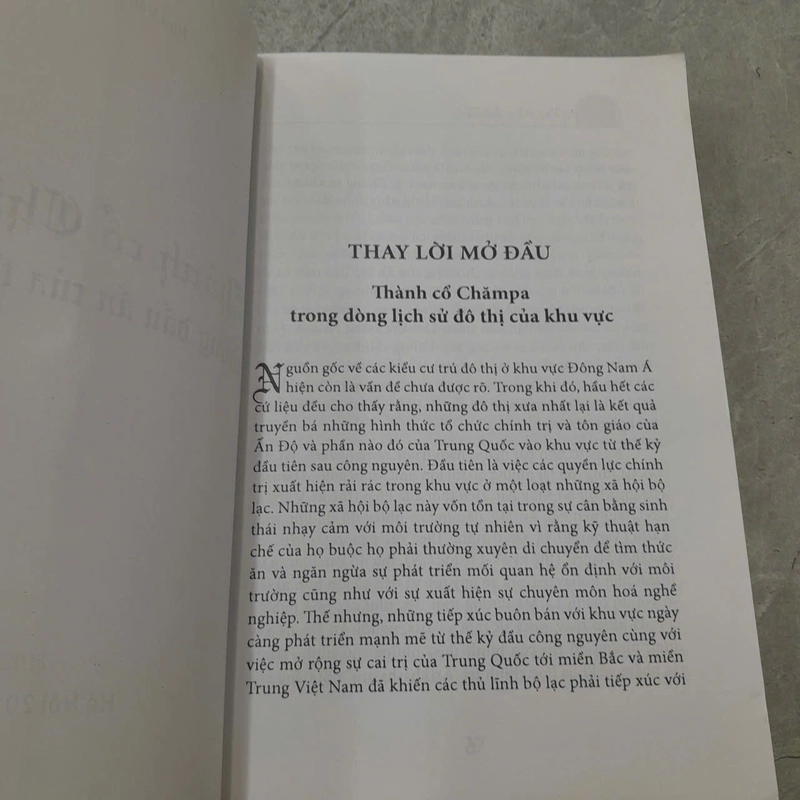 THAY LỜI MỞ ĐẦU
Thành cổ Chămpa
trong dòng lịch sử đô thị của khu vực
Nguồn gốc về các kiểu cư trú đô thị ở khu vực Đông Nam Á
hiện còn là vấn đề chưa được rõ. Trong khi đó, hầu hết các
cứ liệu đều cho thấy rằng, những đô thị xưa nhất lại là kết quả
truyền bá những hình thức tổ chức chính trị và tôn giáo của
Ấn Độ và phần nào đó của Trung Quốc vào khu vực từ thế kỷ
đầu tiên sau công nguyên. Đầu tiên là việc các quyền lực chính
trị xuất hiện rải rác trong khu vực ở một loạt những xã hội bộ
lạc. Những xã hội bộ lạc này vốn tồn tại trong sự cân bằng sinh
thái nhạy cảm với môi trường tự nhiên vì rằng kỹ thuật hạn
chế của họ buộc họ phải thường xuyên di chuyển để tìm thức
ăn và ngăn ngừa sự phát triển mối quan hệ ổn định với môi
trường cũng như với sự xuất hiện sự chuyên môn hoá nghề
nghiệp. Thế nhưng, những tiếp xúc buôn bán với khu vực ngày
càng phát triển mạnh mẽ từ thế kỷ đầu công nguyên cùng với
việc mở rộng sự cai trị của Trung Quốc tới miền Bắc và miền
Trung Việt Nam đã khiến các thủ lĩnh bộ lạc phải tiếp xúc với